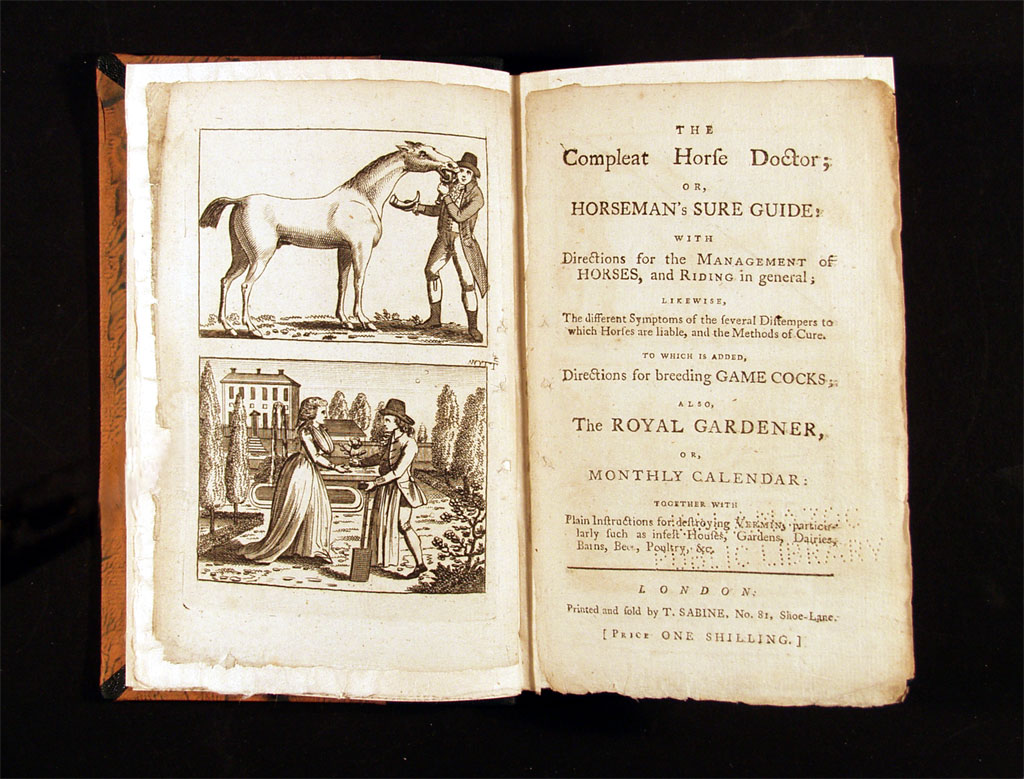 THE
Compleat Horſe Doctor;
OR,
HORSEMAN's SURE GUIDE:
WITH
Directions for the MANAGEMENT of
HORSES, and RIDING in general;
LIKEWISE,
The different Symptoms of the ſeveral Diſtempers to
which Horſes are liable, and the Methods of Cure.
TO WHICH IS ADDED,
Directions for breeding GAME COCKS;
ALSO,
The ROYAL GARDENER,
OR,
MONTHLY CALENDAR:
TOGETHER WITH
Plain Inſtructions for deſtroying VERMIN, particu-
larly ſuch as infeſt Houſes, Gardens, Dairies,
Barns, Bees, Poultry, &c.
PUBLIC LIBRARY
LONDON:
Printed and ſold by T. SABINE, No. 81, Shoe-Lane.
[PRICE ONE SHILLING.]